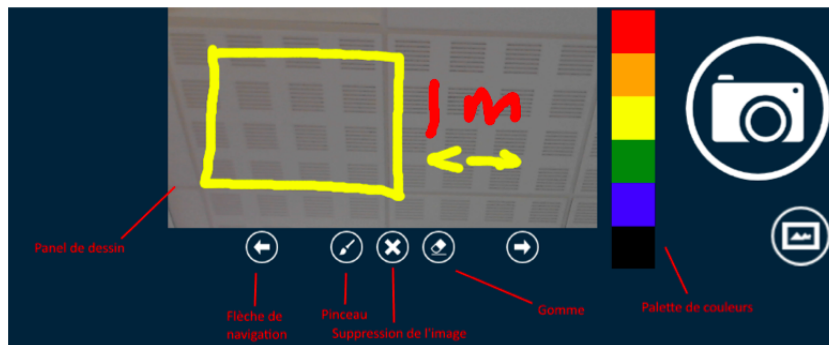 1 m
Panel de dessin
Flèche de
navigation
Pinceau
Suppression de l'image
Gomme
Palette de couleurs